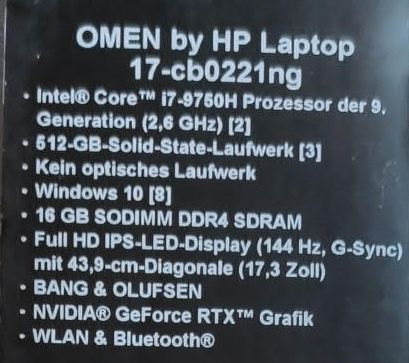 OMEN by HP Laptop
17-cb0221ng
• Intel® Core™ i7-9750H Prozessor der 9.
Generation (2,6 GHz) [2]
• 512-GB-Solid-State-Laufwerk [3]
• Kein optisches Laufwerk
• Windows 10 [8]
• 16 GB SODIMM DDR4 SDRAM
• Full HD IPS-LED-Display (144 Hz, G-Sync)
mit 43,9-cm-Diagonale (17,3 Zoll)
• BANG & OLUFSEN
• NVIDIA® GeForce RTX™ Grafik
• WLAN & Bluetooth®